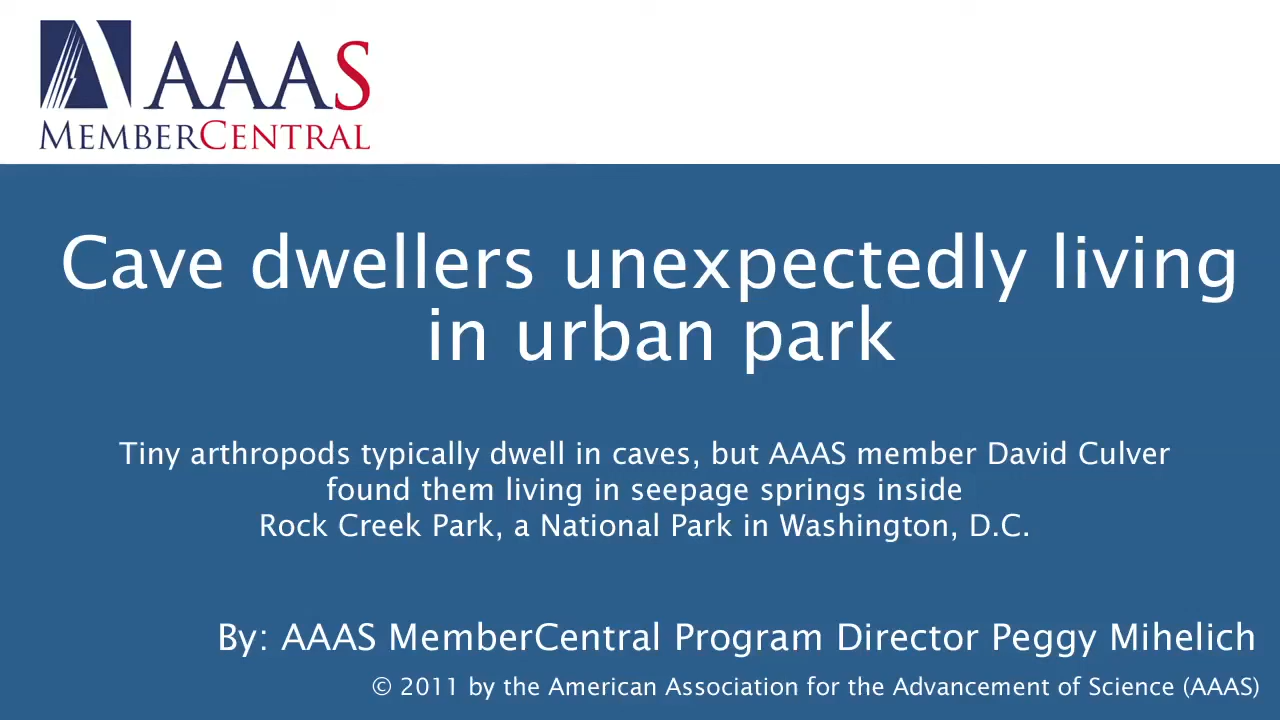 AAAS
MEMBERCENTRAL
Cave dwellers unexpectedly living
in urban park
Tiny arthropods typically dwell in caves, but AAAS member David Culver
found them living in seepage springs inside
Rock Creek Park, a National Park in Washington, D.C.
By: AAAS MemberCentral Program Director Peggy Mihelich
© 2011 by the American Association for the Advancement of Science (AAAS)